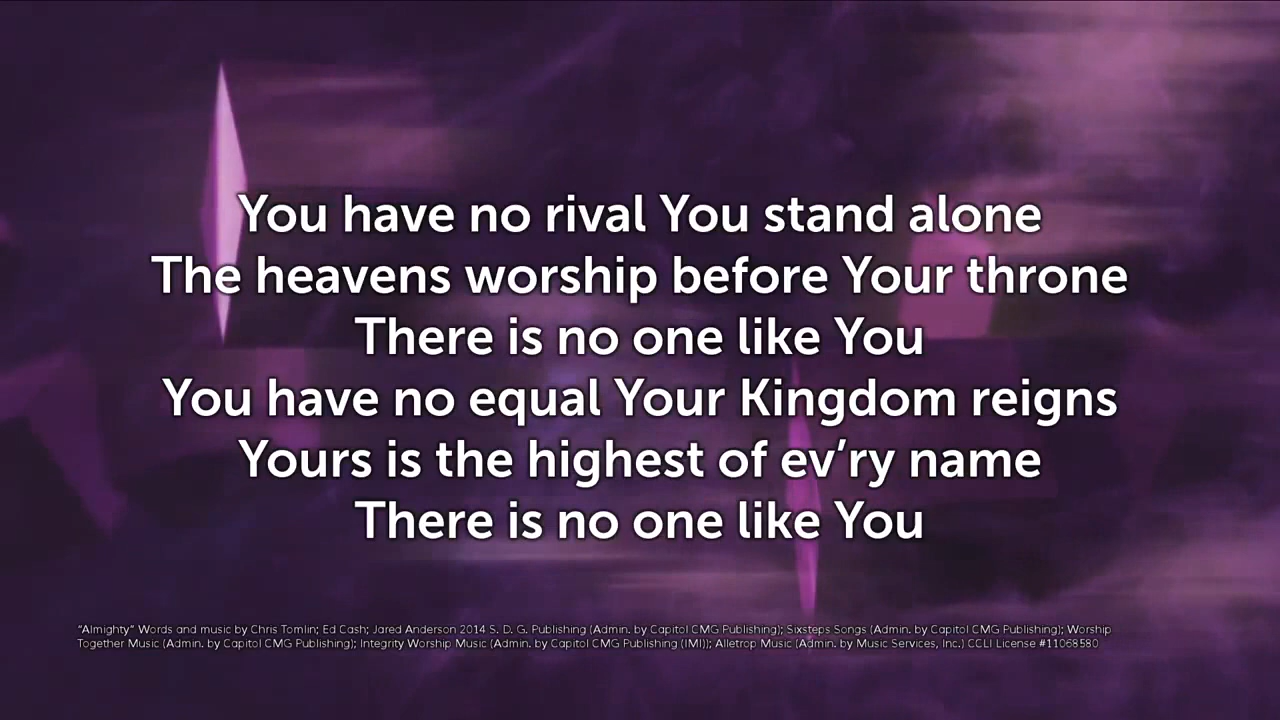 You have no rival You stand alone
The heavens worship before Your throne
There is no one like You
You have no equal Your Kingdom reigns
Yours is the highest of ev’ry name
There is no one like You
“Almighty” Words and music by Chris Tomlin; Ed Cash; Jared Anderson 2014 S. D. G. Publishing (Admin. by Capitol CMG Publishing); Sixsteps Songs (Admin. by Capitol CMG Publishing); Worship
Together Music (Admin. by Capitol CMG Publishing); Integrity Worship Music (Admin. by Capitol CMG Publishing (IMI)); Alletrop Music (Admin. by Music Services, Inc.) CCLI License #11068580